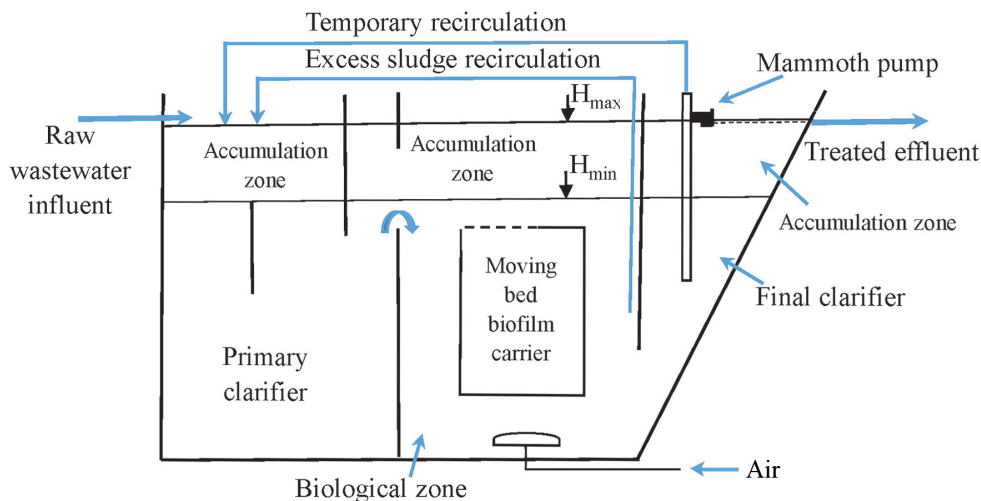 Temporary recirculation
Excess sludge recirculation
Mammoth pump
Hmax
Raw
wastewater
influent
Accumulation
zone
Accumulation
zone
Treated effluent
Hmin
Accumulation zone
Moving
bed
biofilm
carrier
Final clarifier
Primary
clarifier
Air
Biological zone